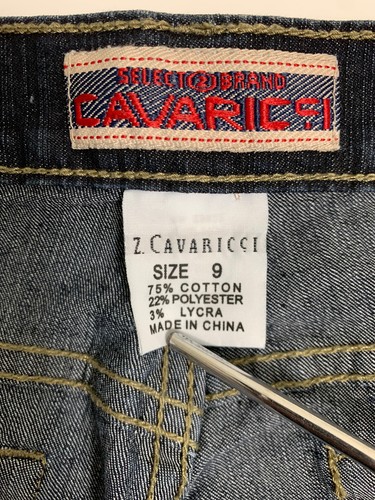 SELECT Z BRAND
CAVARICCI
Z. CAVARICCI
SIZE 9
75% COTTON
22% POLYESTER
3% LYCRA
MADE IN CHINA